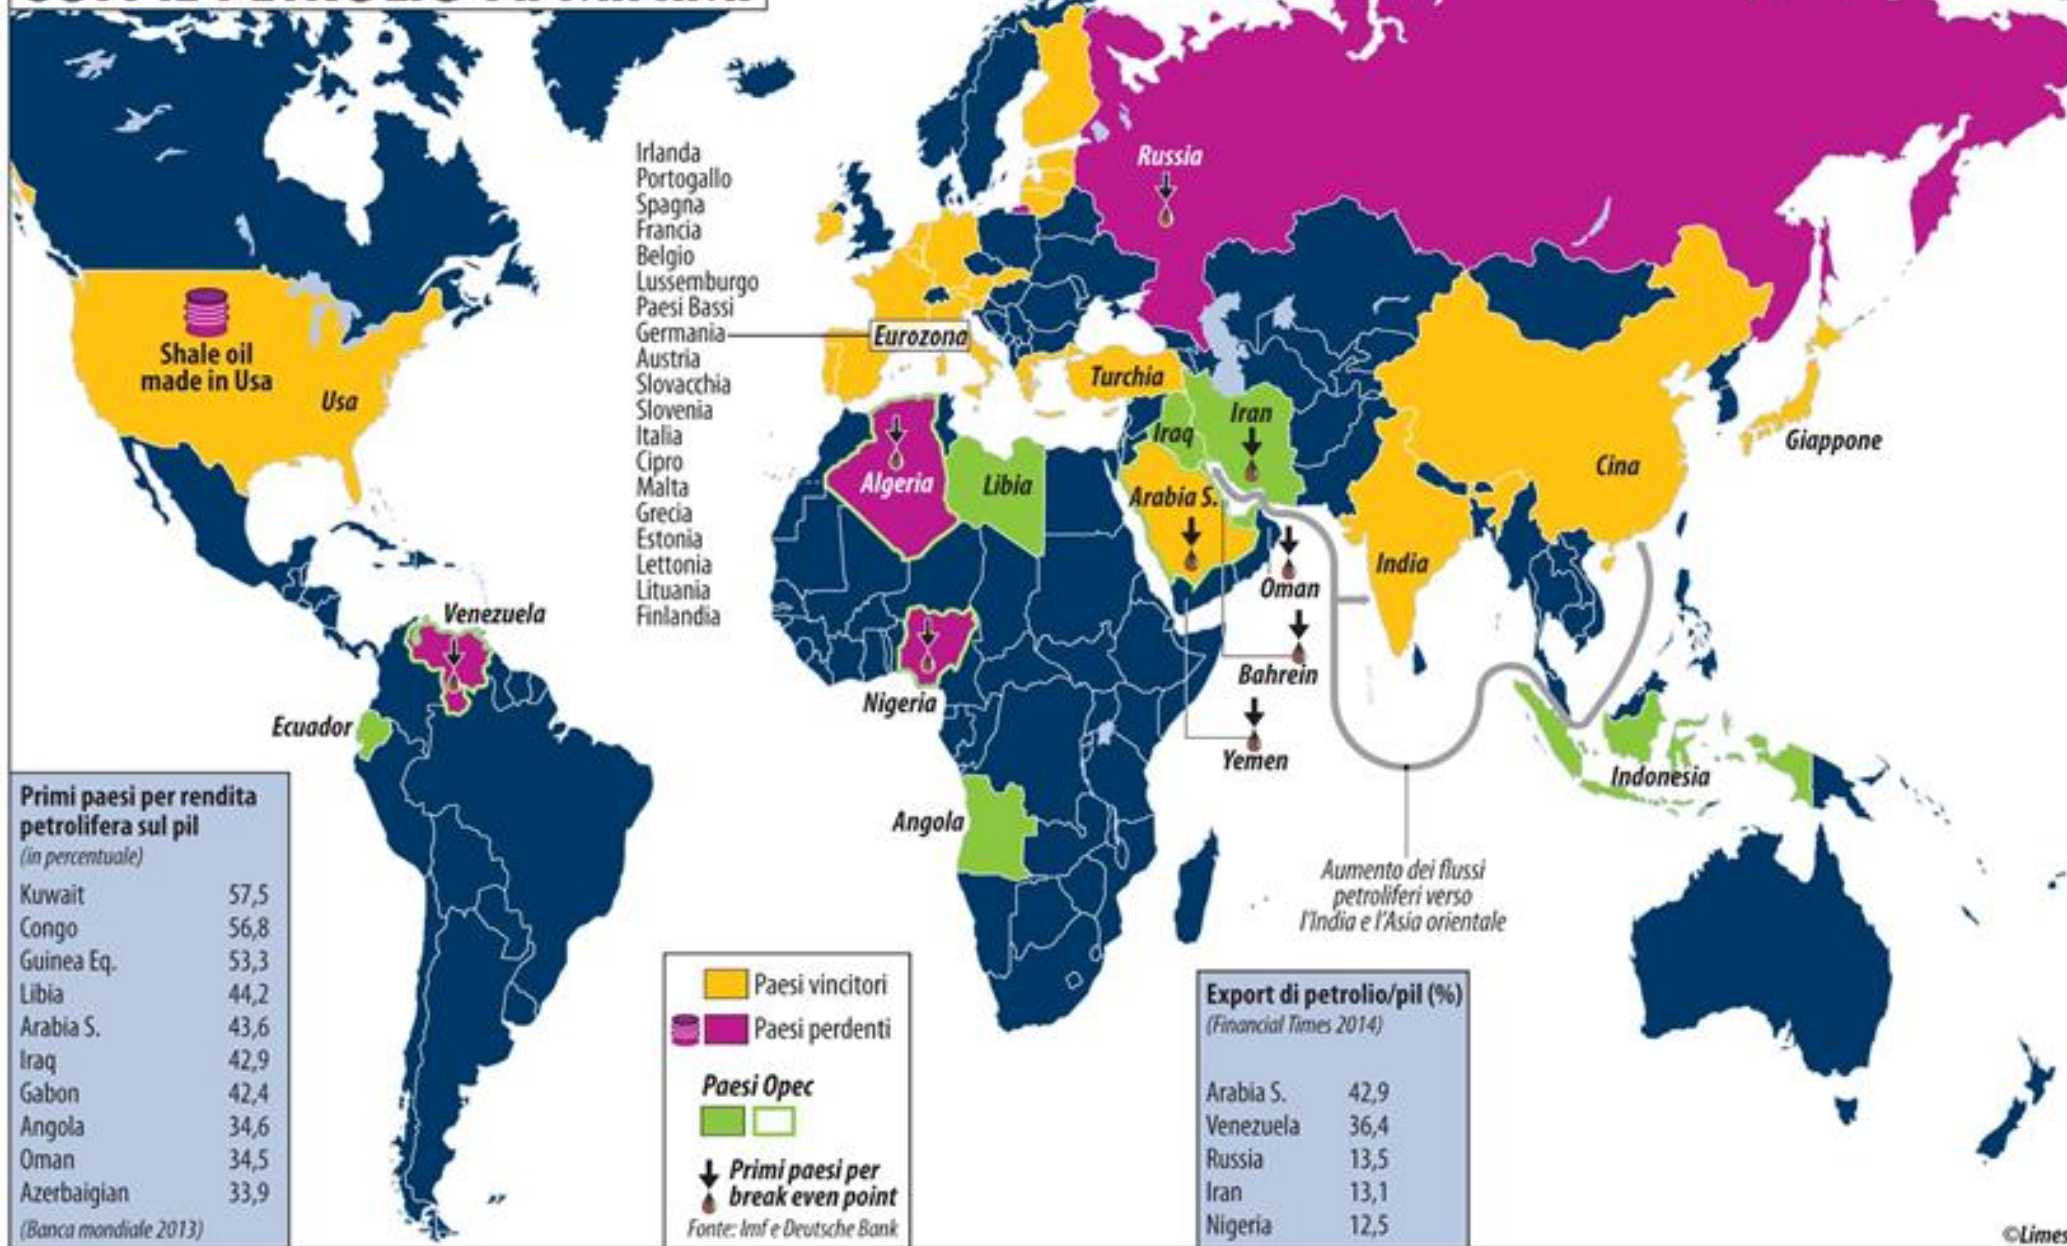 Russia
Irlanda
Portogallo
Spagna
Francia
Belgio
Lussemburgo
Paesi Bassi
Germania
Austria
Slovacchia
Slovenia
Italia
Cipro
Malta
Grecia
Estonia
Lettonia
Lituania
Finlandia
Eurozona
Shale oil
made in Usa
Usa
Turchia
Iraq
Iran
Algeria
Libia
Arabia S.
Oman
Bahrein
Yemen
India
Cina
Giappone
Venezuela
Ecuador
Nigeria
Angola
Indonesia
Aumento dei flussi
petroliferi verso
l'India e l'Asia orientale
Primi paesi per rendita
petrolifera sul pil
(in percentuale)
Kuwait 57,5
Congo 56,8
Guinea Eq. 53,3
Libia 44,2
Arabia S. 43,6
Iraq 42,9
Gabon 42,4
Angola 34,6
Oman 34,5
Azerbaigian 33,9
(Banca mondiale 2013)
Paesi vincitori
Paesi perdenti
Paesi Opec
Primi paesi per
break even point
Fonte: Imf e Deutsche Bank
Export di petrolio/pil (%)
(Financial Times 2014)
Arabia S. 42,9
Venezuela 36,4
Russia 13,5
Iran 13,1
Nigeria 12,5
©Limes